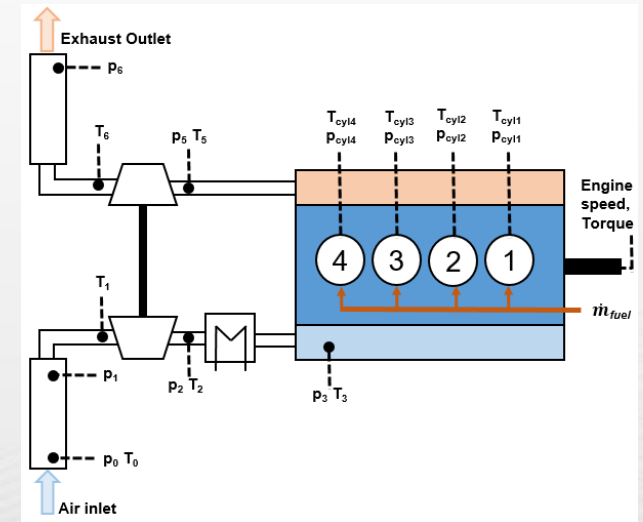 Exhaust Outlet
p6
T6
p5 T5
Tcyl4 Tcyl3 Tcyl2 Tcyl1
pcyl4 pcyl3 pcyl2 pcyl1
Engine
speed,
Torque
4 3 2 1
ṁfuel
T1
p2 T2
p1
p3 T3
p0 T0
Air inlet